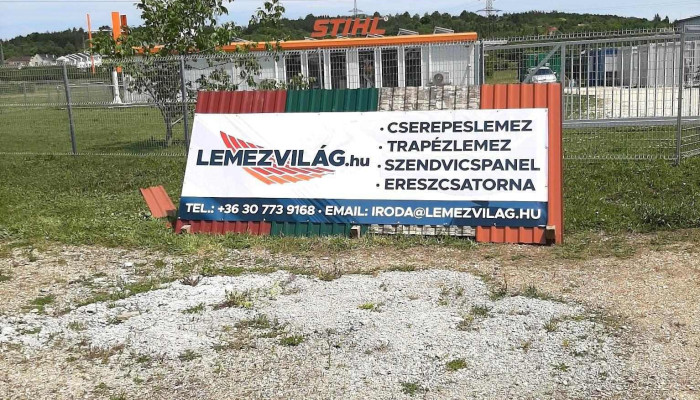 STIHL
LEMEZVILÁG.hu
· CSEREPESLEMEZ
· TRAPÉZLEMEZ
· SZENDVICSPANEL
· ERESZCSATORNA
TEL.: +36 30 773 9168 · EMAIL: IRODA@LEMEZVILAG.HU